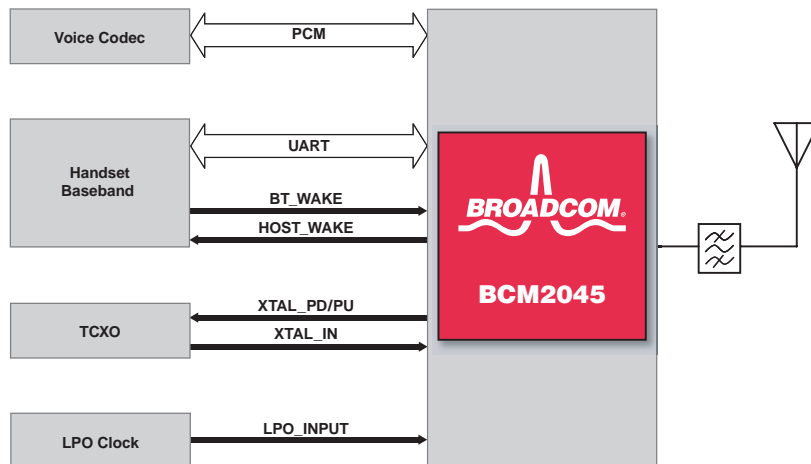 Voice Codec
PCM
Handset
Baseband
UART
BT_WAKE
HOST_WAKE
BROADCOM®
BCM2045
TCXO
XTAL_PD/PU
XTAL_IN
LPO Clock
LPO_INPUT